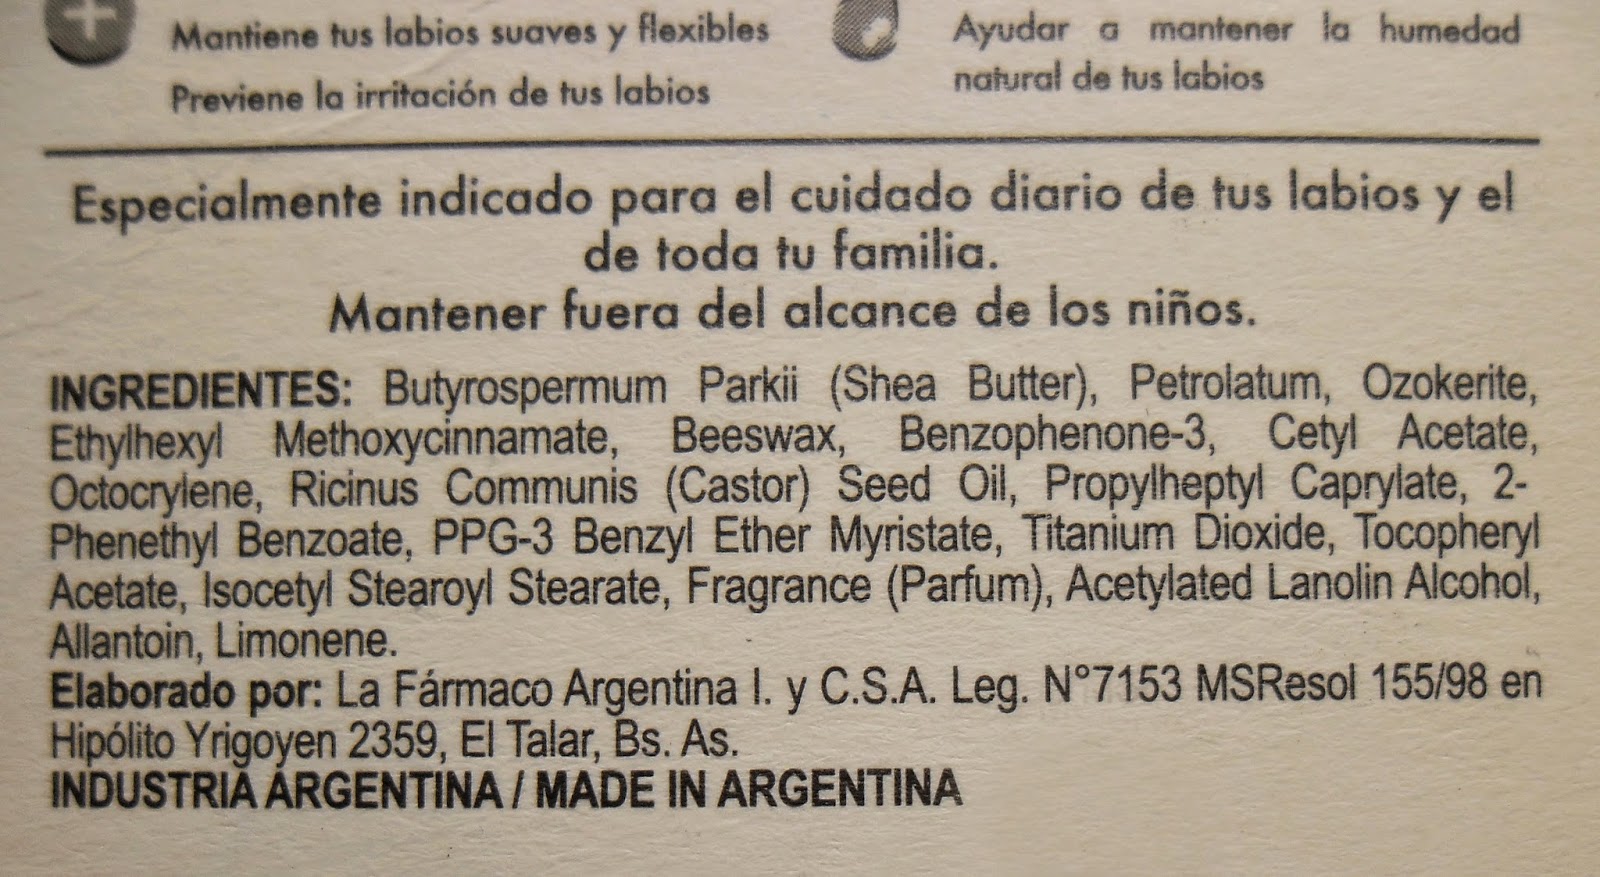 Mantiene tus labios suaves y flexibles
Previene la irritación de tus labios
Ayudar a mantener la humedad
natural de tus labios
Especialmente indicado para el cuidado diario de tus labios y el
de toda tu familia.
Mantener fuera del alcance de los niños.
INGREDIENTES: Butyrospermum Parkii (Shea Butter), Petrolatum, Ozokerite,
Ethylhexyl Methoxycinnamate, Beeswax, Benzophenone-3, Cetyl Acetate,
Octocrylene, Ricinus Communis (Castor) Seed Oil, Propylheptyl Caprylate, 2-
Phenethyl Benzoate, PPG-3 Benzyl Ether Myristate, Titanium Dioxide, Tocopheryl
Acetate, Isocetyl Stearoyl Stearate, Fragrance (Parfum), Acetylated Lanolin Alcohol,
Allantoin, Limonene.
Elaborado por: La Fármaco Argentina I. y C.S.A. Leg. N°7153 MSResol 155/98 en
Hipólito Yrigoyen 2359, El Talar, Bs. As.
INDUSTRIA ARGENTINA / MADE IN ARGENTINA